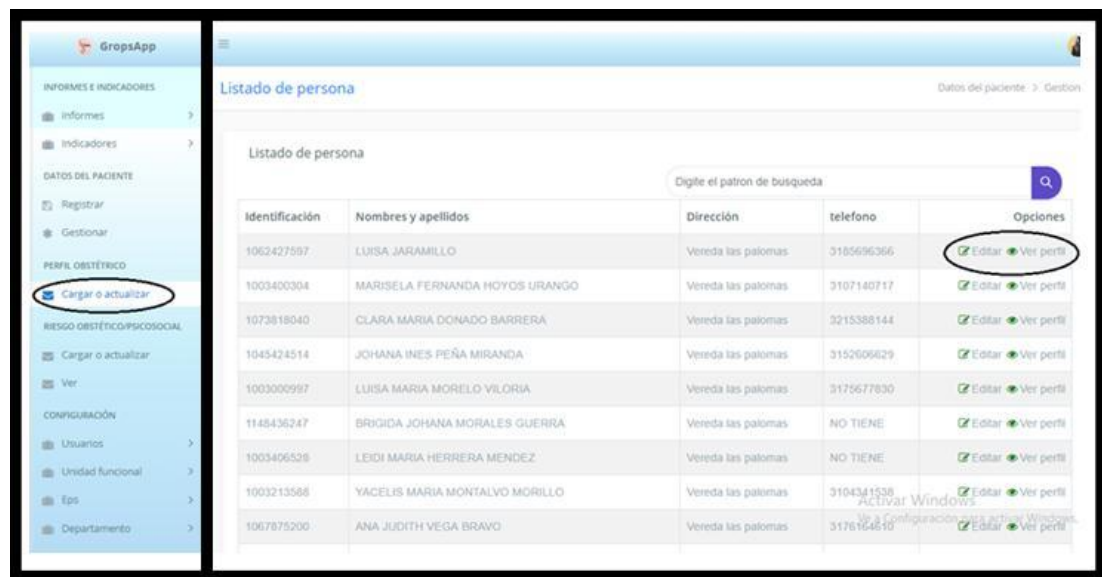 GropsApp
INFORMES E INDICADORES
Informes
Indicadores
DATOS DEL PACIENTE
Registrar
Gestionar
PERFIL OBSTÉTRICO
Cargar o actualizar
RIESGO OBSTÉTICO/PSICOSOCIAL
Cargar o actualizar
Ver
CONFIGURACIÓN
Usuarios
Unidad funcional
Eps
Departamento
Listado de persona
Datos del paciente > Gestion
Listado de persona
Digite el patron de busqueda
Identificación Nombres y apellidos Dirección telefono Opciones
1062427597 LUISA JARAMILLO Vereda las palomas 3185696366 Editar Ver perfil
1003400304 MARISELA FERNANDA HOYOS URANGO Vereda las palomas 3107140717 Editar Ver perfil
1073818040 CLARA MARIA DONADO BARRERA Vereda las palomas 3215388144 Editar Ver perfil
1045424514 JOHANA INES PEÑA MIRANDA Vereda las palomas 3152606629 Editar Ver perfil
1003000997 LUISA MARIA MORELO VILORIA Vereda las palomas 3175677830 Editar Ver perfil
1148436247 BRIGIDA JOHANA MORALES GUERRA Vereda las palomas NO TIENE Editar Ver perfil
1003406528 LEIDI MARIA HERRERA MENDEZ Vereda las palomas NO TIENE Editar Ver perfil
1003213588 YACELIS MARIA MONTALVO MORILLO Vereda las palomas 3104341538 Editar Ver perfil
Activar Windows
1067875200 ANA JUDITH VEGA BRAVO Vereda las palomas 3176164610 Editar Ver perfil
Ve a Configuración para activar Windows.